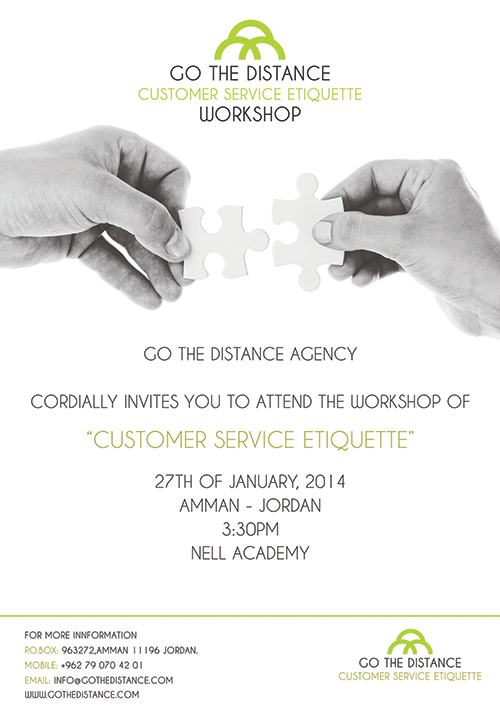 GO THE DISTANCE
CUSTOMER SERVICE ETIQUETTE
WORKSHOP
GO THE DISTANCE AGENCY
CORDIALLY INVITES YOU TO ATTEND THE WORKSHOP OF
“CUSTOMER SERVICE ETIQUETTE”
27TH OF JANUARY, 2014
AMMAN - JORDAN
3:30PM
NELL ACADEMY
FOR MORE INNFORMATION
P.O.BOX: 963272,AMMAN 11196 JORDAN.
MOBILE: +962 79 070 42 01
EMAIL: INFO@GOTHEDISTANCE.COM
WWW.GOTHEDISTANCE.COM
GO THE DISTANCE
CUSTOMER SERVICE ETIQUETTE